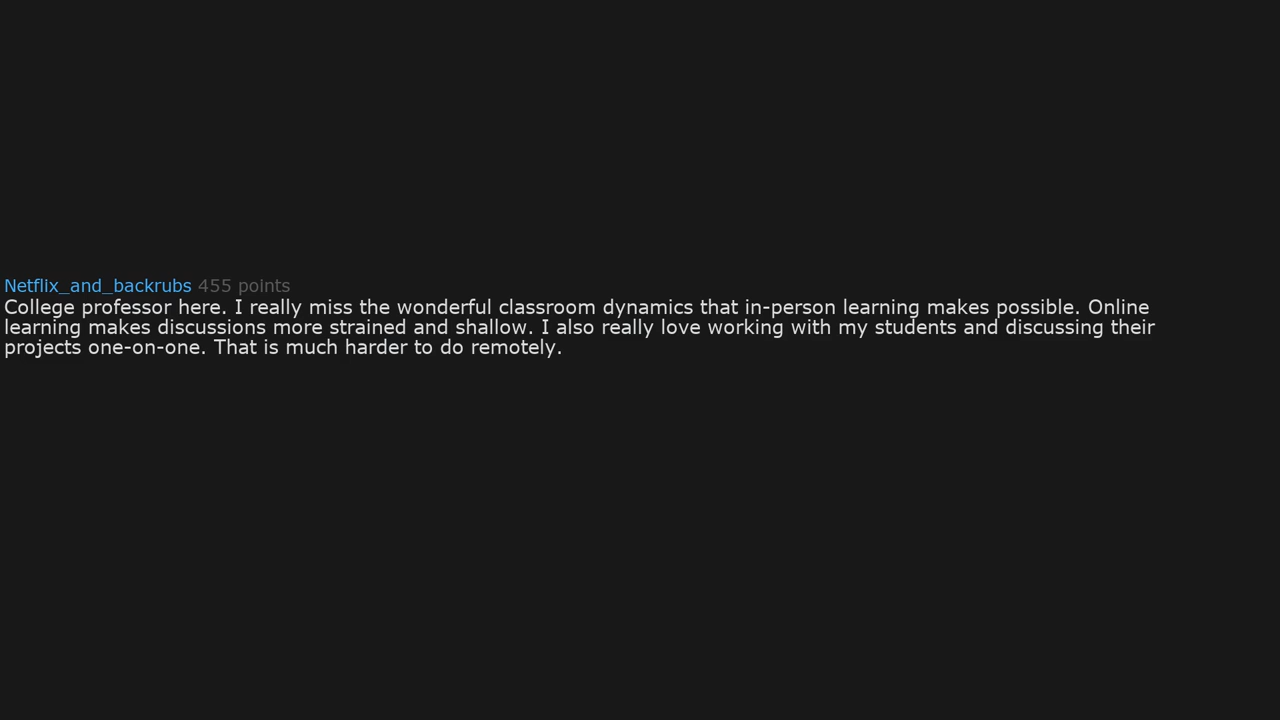 Netflix_and_backrubs 455 points
College professor here. I really miss the wonderful classroom dynamics that in-person learning makes possible. Online
learning makes discussions more strained and shallow. I also really love working with my students and discussing their
projects one-on-one. That is much harder to do remotely.